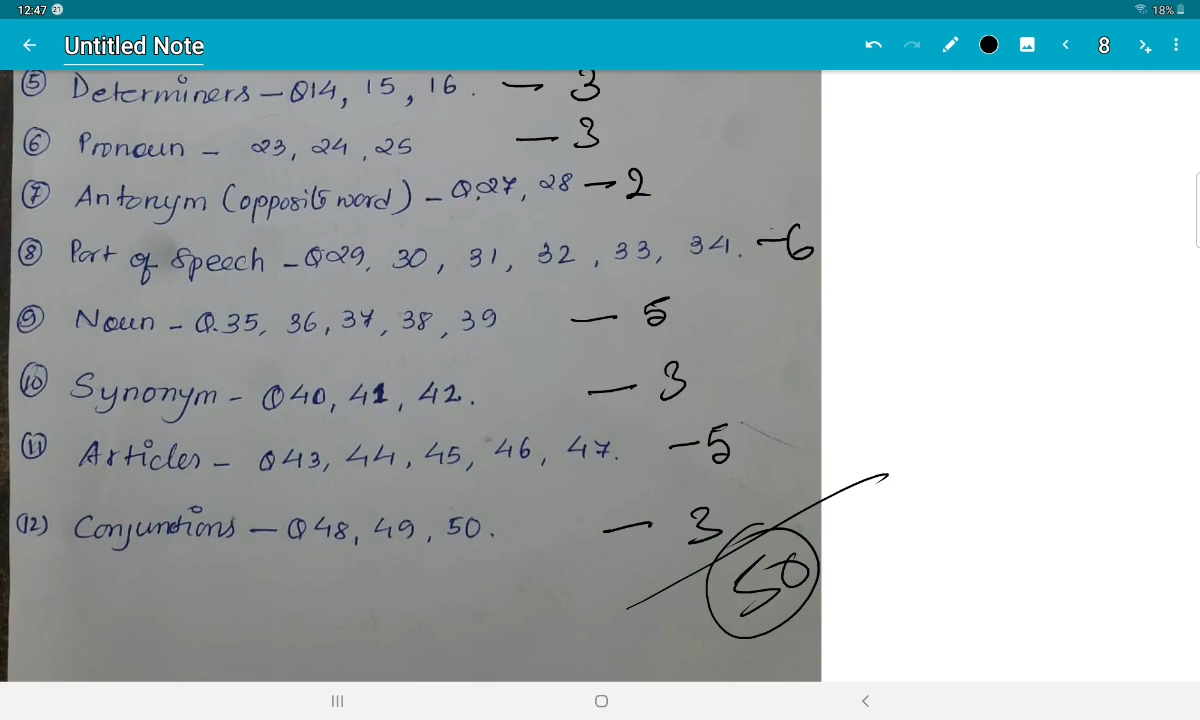 12:47 21 18%
Untitled Note 8
5 Determiners - Q14, 15, 16. - 3
6 Pronoun - 23, 24, 25 - 3
7 Antonym (opposite word) - Q.27, 28 - 2
8 Part of Speech - Q29, 30, 31, 32, 33, 34. - 6
9 Noun - Q.35, 36, 37, 38, 39 - 5
10 Synonym - Q40, 41, 42. - 3
11 Articles - Q43, 44, 45, 46, 47. - 5
(12) Conjunctions - Q48, 49, 50. - 3
50